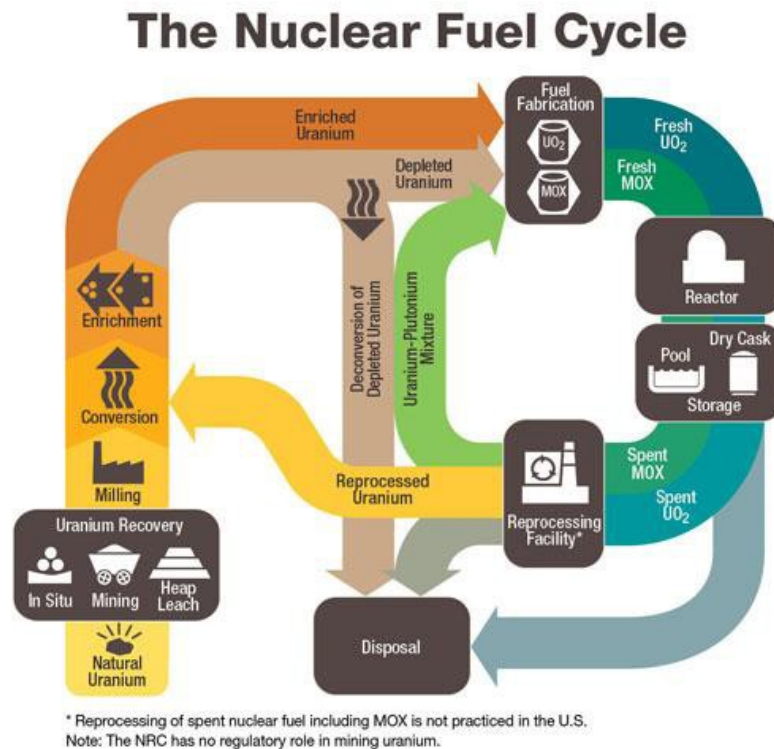 The Nuclear Fuel Cycle
Enriched
Uranium
Depleted
Uranium
Fuel
Fabrication
UO₂
MOX
Fresh
UO₂
Fresh
MOX
Reactor
Dry Cask
Pool
Storage
Enrichment
Conversion
Milling
Uranium Recovery
In Situ
Mining
Heap
Leach
Natural
Uranium
Deconversion of
Depleted Uranium
Uranium-Plutonium
Mixture
Reprocessed
Uranium
Reprocessing
Facility*
Spent
MOX
Spent
UO₂
Disposal
* Reprocessing of spent nuclear fuel including MOX is not practiced in the U.S.
Note: The NRC has no regulatory role in mining uranium.